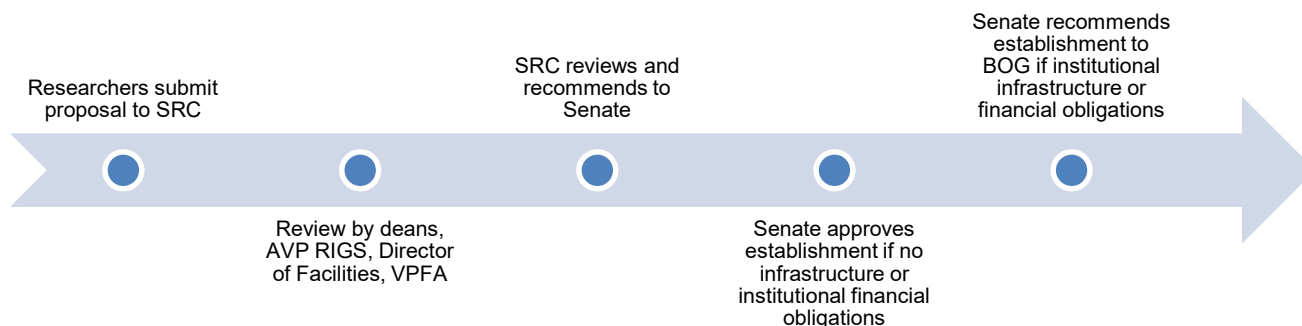 Researchers submit
proposal to SRC
Review by deans,
AVP RIGS, Director
of Facilities, VPFA
SRC reviews and
recommends to
Senate
Senate approves
establishment if no
infrastructure or
institutional financial
obligations
Senate recommends
establishment to
BOG if institutional
infrastructure or
financial obligations